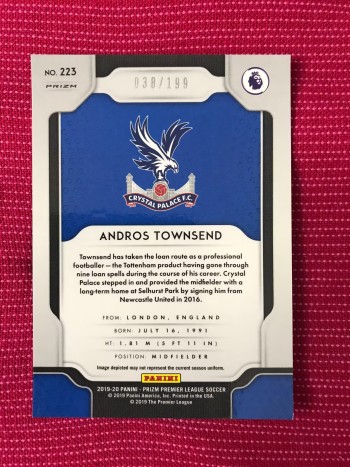 NO. 223
PRIZM
038/199
CRYSTAL PALACE F.C.
ANDROS TOWNSEND
Townsend has taken the loan route as a professional
footballer — the Tottenham product having gone through
nine loan spells during the course of his career. Crystal
Palace stepped in and provided the midfielder with a
long-term home at Selhurst Park by signing him from
Newcastle United in 2016.
FROM: LONDON, ENGLAND
BORN: JULY 16, 1991
HT: 1.81 M (5 FT 11 IN)
POSITION: MIDFIELDER
Image depicted may not represent the current season uniform.
PANINI
2019-20 PANINI - PRIZM PREMIER LEAGUE SOCCER
© 2019 Panini America, Inc. Printed in the USA.
© 2019 The Premier League